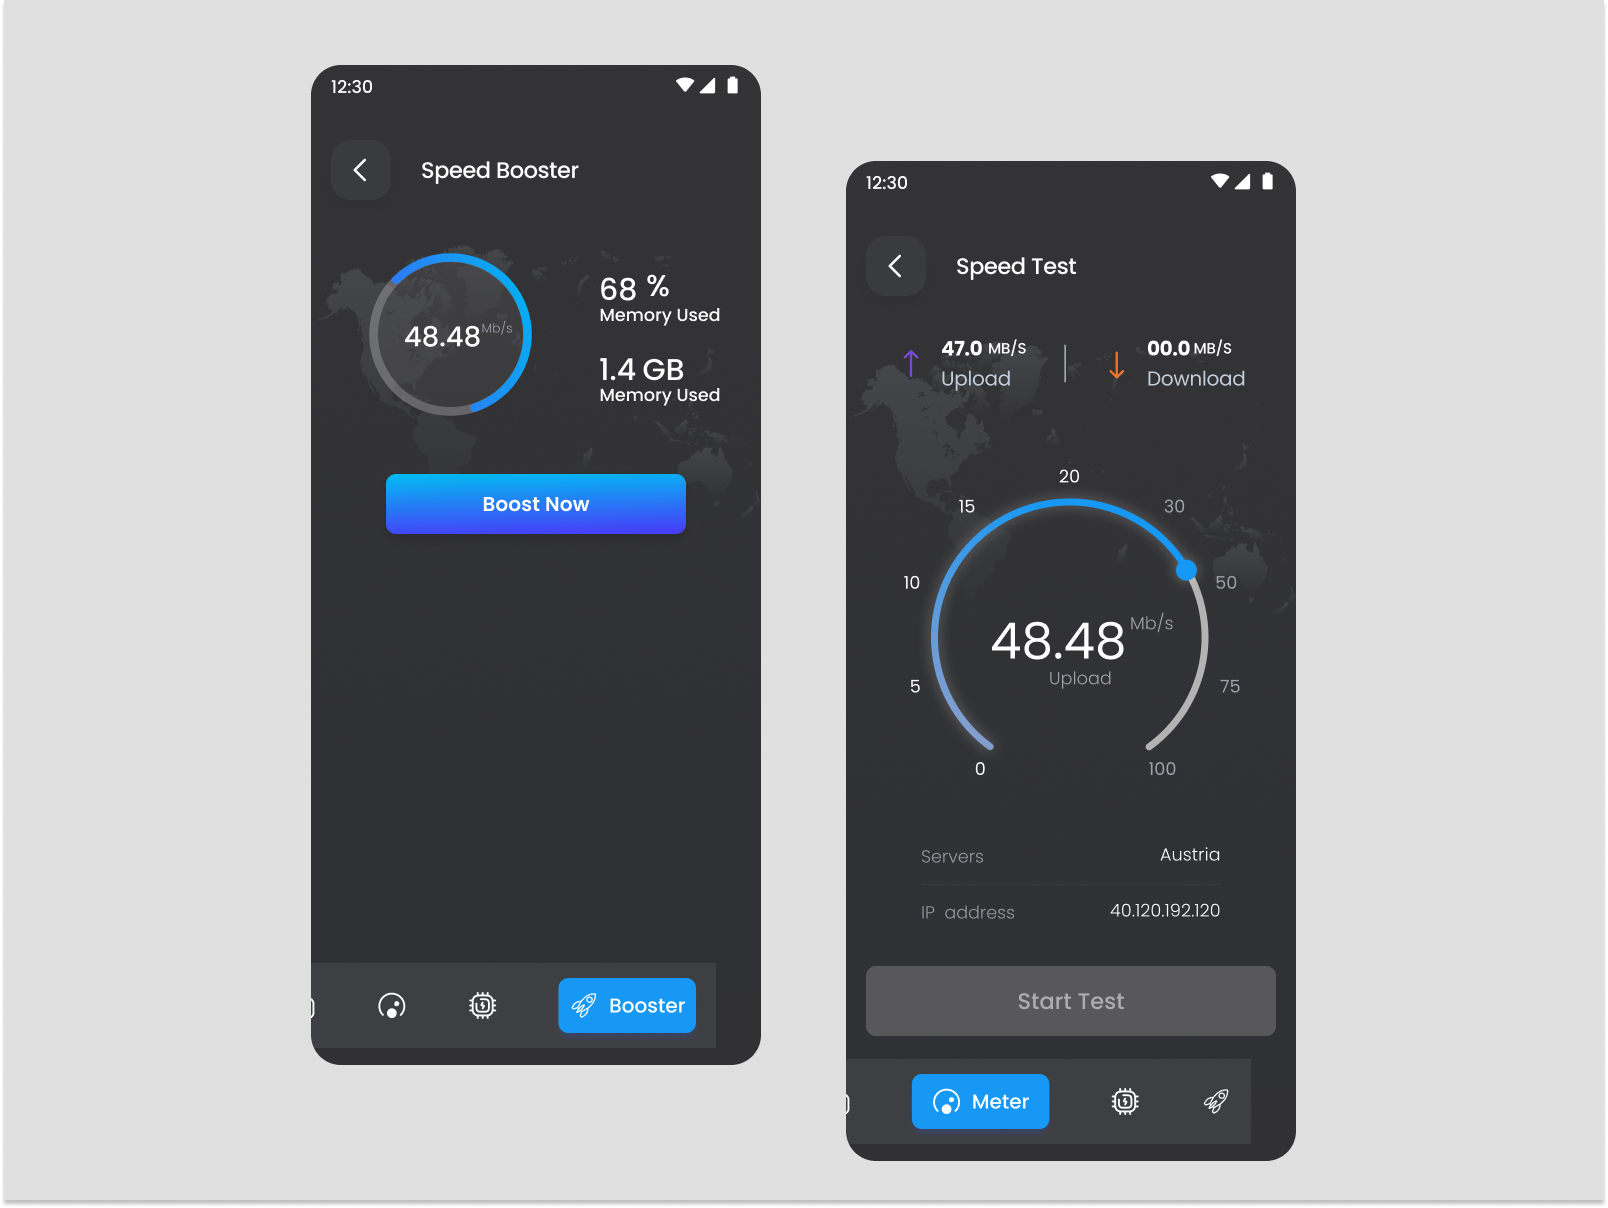 12:30
Speed Booster
48.48 Mb/s
68 %
Memory Used
1.4 GB
Memory Used
Boost Now
Booster
12:30
Speed Test
47.0 MB/S
Upload
00.0 MB/S
Download
20
15
30
10
50
48.48 Mb/s
Upload
5
75
0
100
Servers
Austria
IP address
40.120.192.120
Start Test
Meter